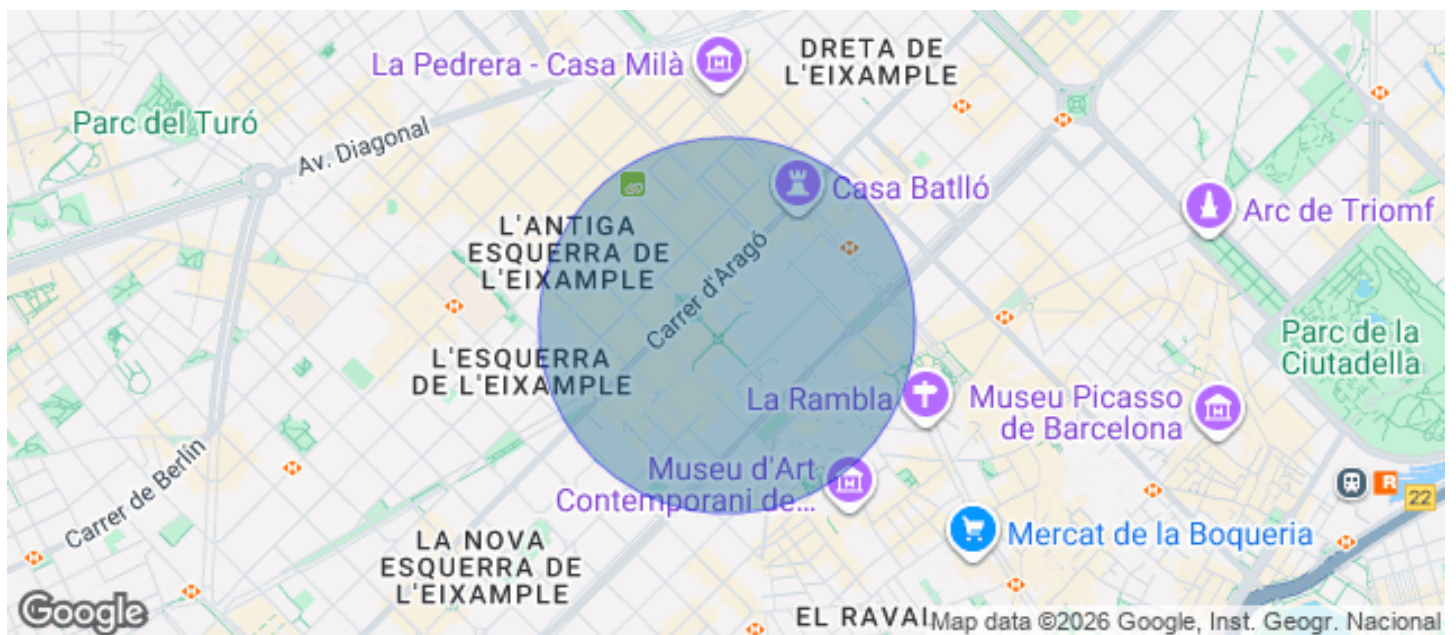 DRETA DE
L'EIXAMPLE
La Pedrera - Casa Milà
Parc del Turó
Av. Diagonal
Casa Batlló
Arc de Triomf
L'ANTIGA
ESQUERRA DE
L'EIXAMPLE
Carrer d'Aragó
L'ESQUERRA
DE L'EIXAMPLE
Parc de la
Ciutadella
La Rambla
Museu Picasso
de Barcelona
Museu d'Art
Contemporani de...
Carrer de Berlín
R
22
Mercat de la Boqueria
LA NOVA
ESQUERRA DE
L'EIXAMPLE
Google
EL RAVAL
Map data ©2026 Google, Inst. Geogr. Nacional